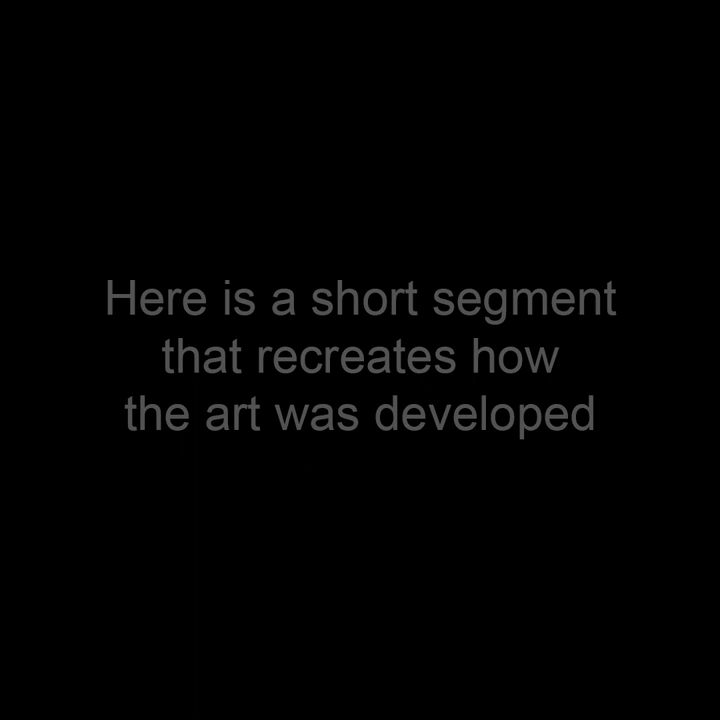 Here is a short segment
that recreates how
the art was developed